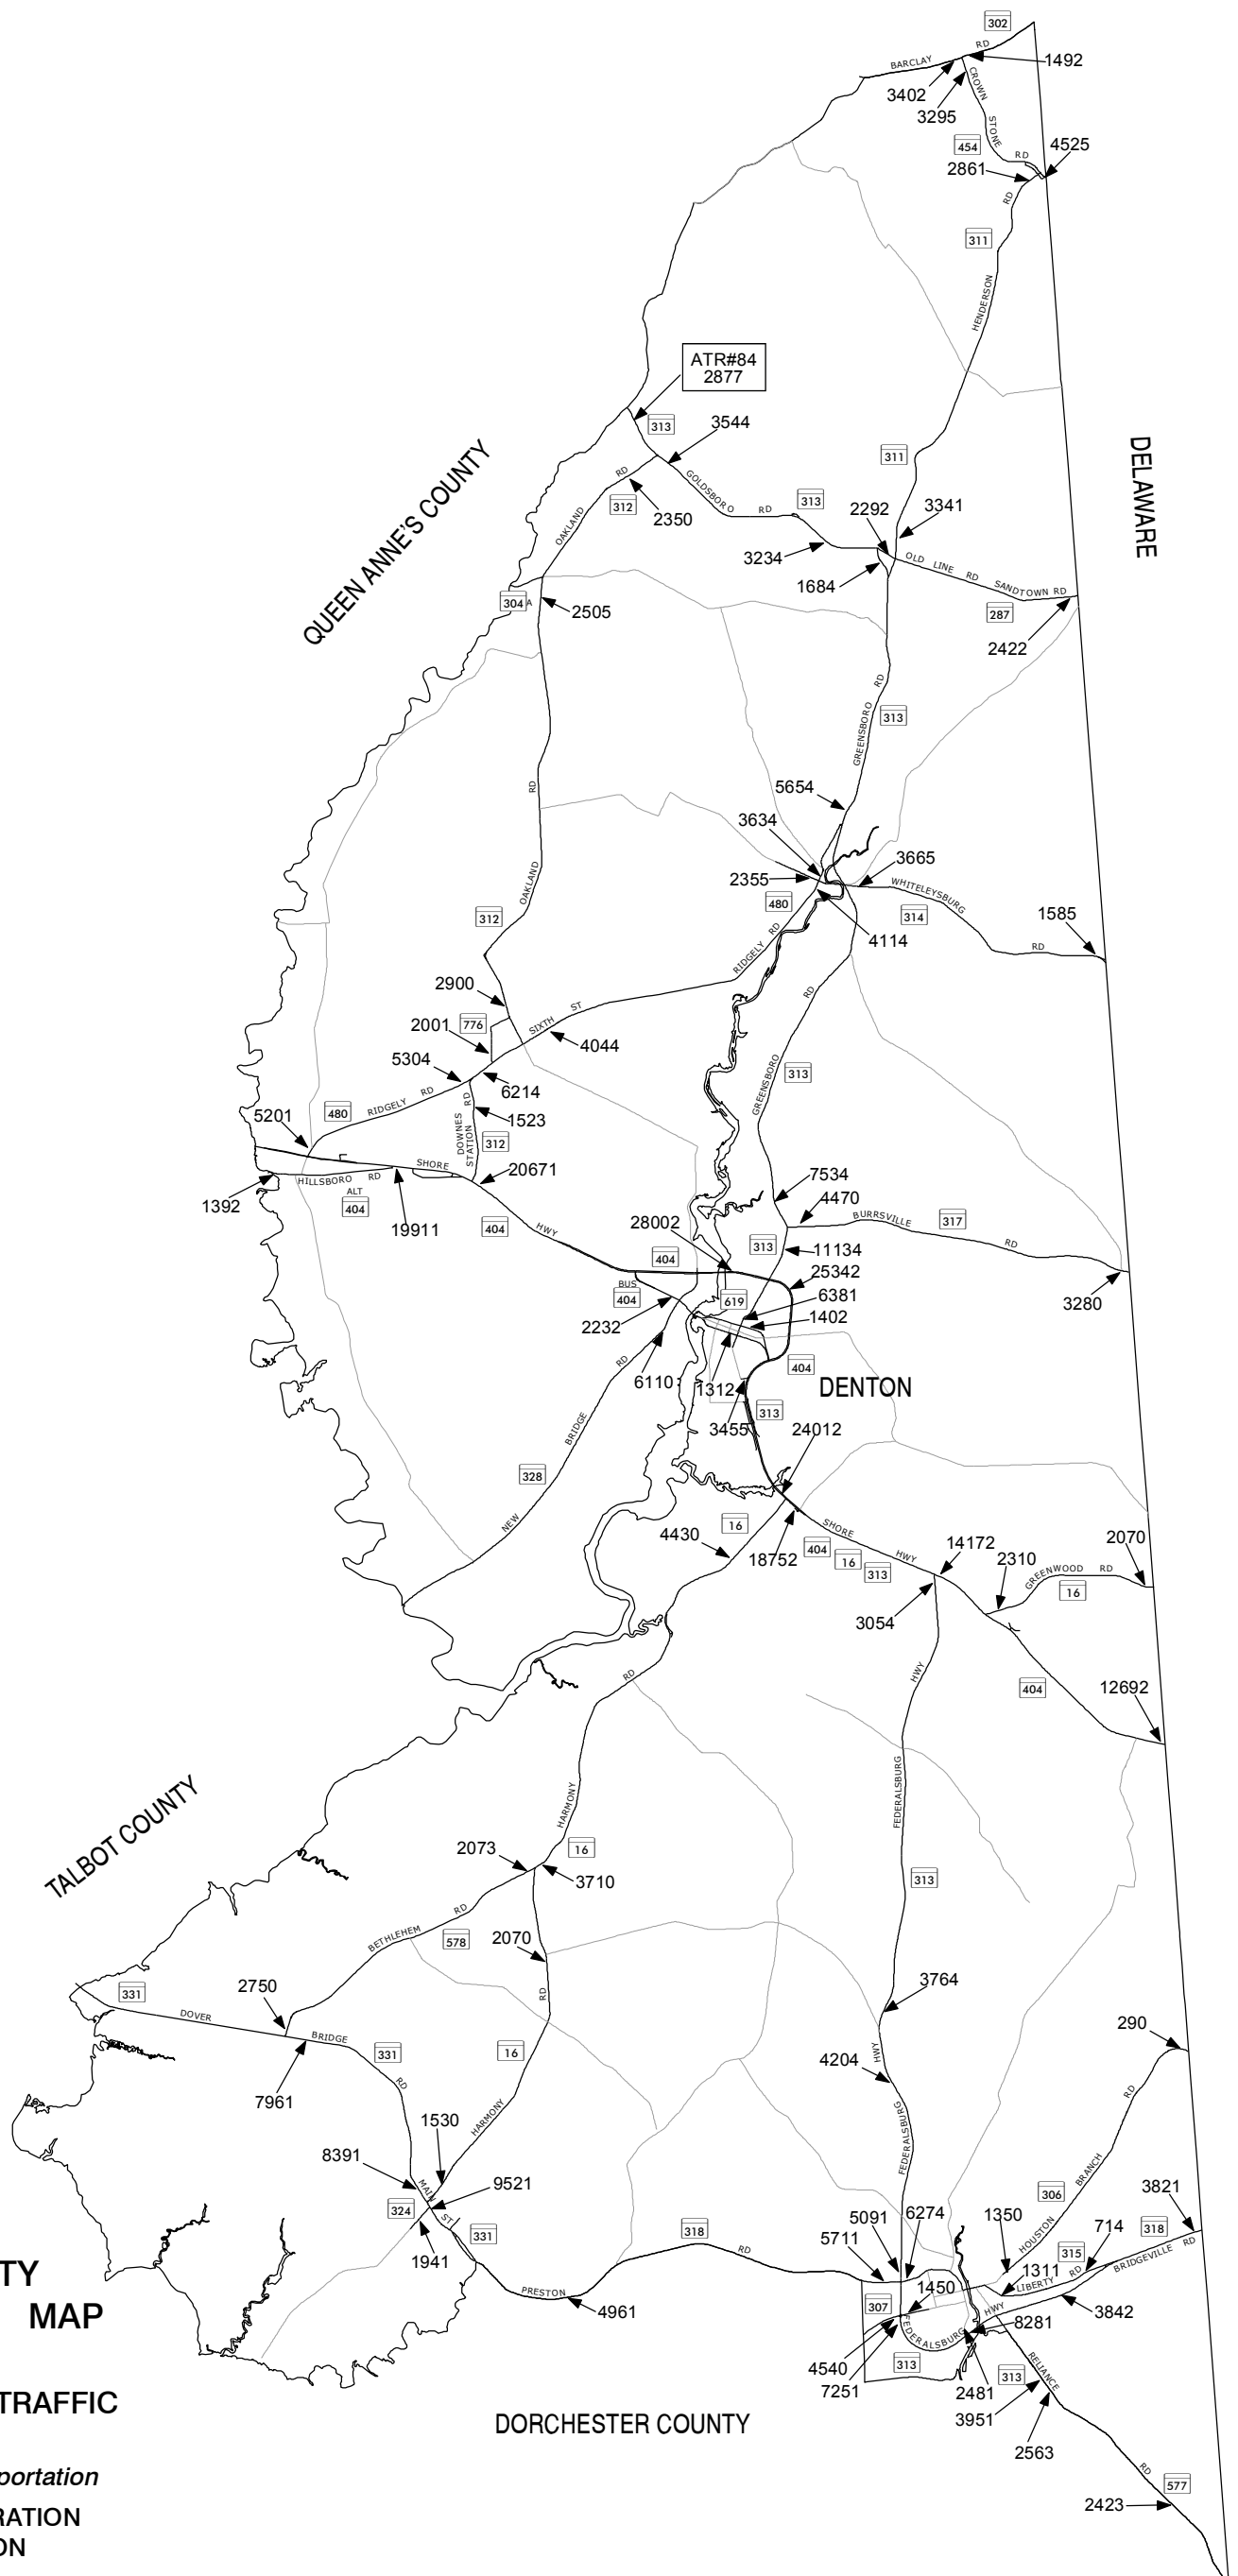 302
RD
BARCLAY
1492
3402
CROWN
3295
STONE
454
RD
4525
2861
RD
311
HENDERSON
ATR#84
2877
313
3544
DELAWARE
QUEEN ANNE'S COUNTY
RD
GOLDSBORO
RD
313
311
312
OAKLAND
2350
2292
3341
3234
1684
OLD LINE RD
SANDTOWN RD
287
304 A
2505
2422
RD
GREENSBORO
313
5654
RD
3634
3665
2355
WHITELEYSBURG
480
314
1585
OAKLAND
312
4114
RD
RIDGELY RD
2900
RD
776
SIXTH ST
2001
4044
5304
6214
GREENSBORO
313
RD
RIDGELY RD
480
5201
1523
DOWNES
STATION
RD
312
SHORE
20671
HILLSBORO RD
ALT
404
1392
19911
7534
4470
404
HWY
28002
BURRSVILLE
317
RD
313
11134
404
25342
BUS
404
619
6381
3280
2232
1402
RD
6110
1312
404
DENTON
BRIDGE
3455
313
24012
328
NEW
16
4430
18752
SHORE
404
16
313
HWY
14172
2310
2070
GREENWOOD RD
16
3054
RD
HWY
404
12692
TALBOT COUNTY
HARMONY
FEDERALSBURG
16
2073
3710
313
BETHLEHEM
RD
578
2070
3764
331
2750
RD
DOVER
BRIDGE
331
16
HWY
290
4204
RD
RD
7961
1530
HARMONY
FEDERALSBURG
8391
MAIN
9521
BRANCH
306
3821
324
ST
331
318
5091
6274
1350
HOUSTON
714
318
1941
RD
5711
315
RD
TY
PRESTON
1311
LIBERTY RD
BRIDGEVILLE
MAP
4961
307
1450
HWY
3842
FEDERALSBURG
8281
4540
313
RELIANCE
7251
2481
313
TRAFFIC
3951
DORCHESTER COUNTY
2563
portation
RD
577
RATION
2423
ON